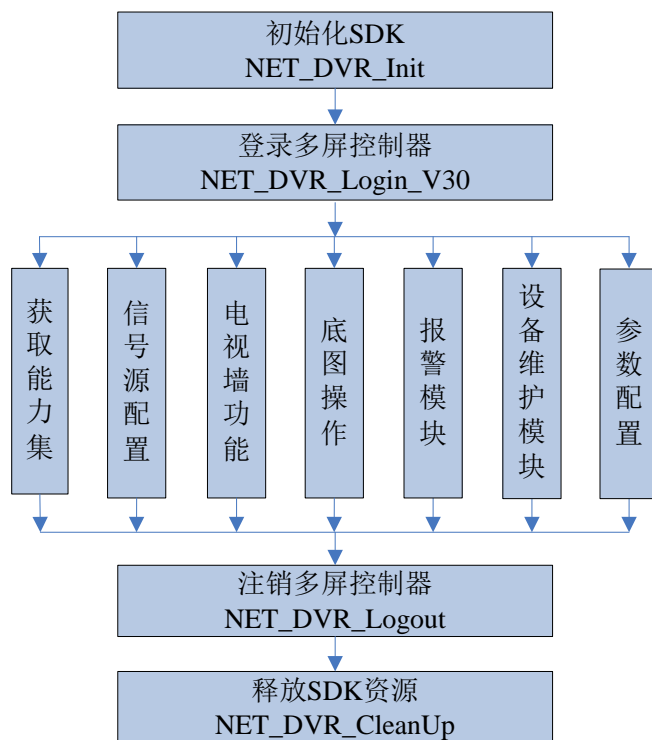 初始化SDK
NET_DVR_Init
登录多屏控制器
NET_DVR_Login_V30
获取能力集
信号源配置
电视墙功能
底图操作
报警模块
设备维护模块
参数配置
注销多屏控制器
NET_DVR_Logout
释放SDK资源
NET_DVR_CleanUp